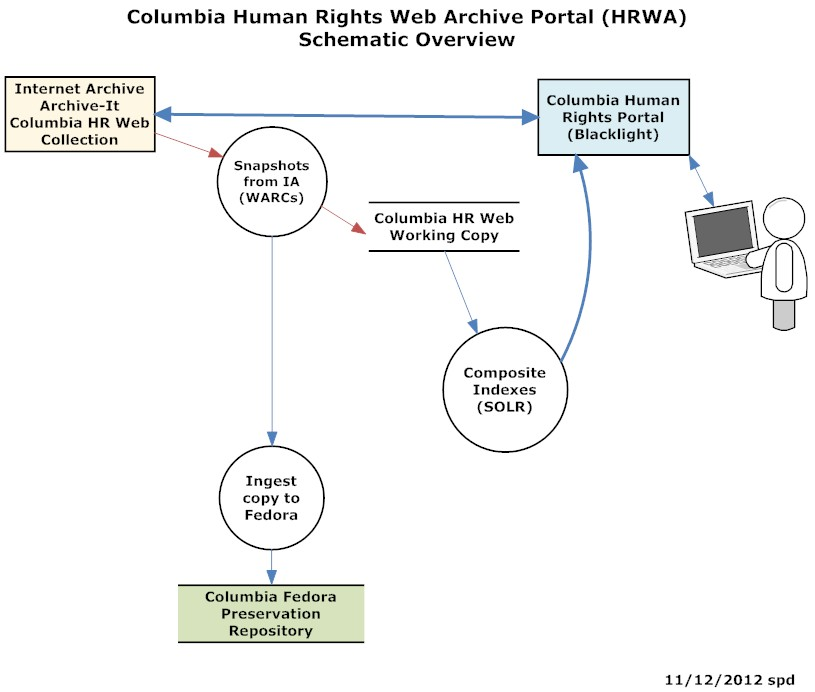 Columbia Human Rights Web Archive Portal (HRWA)
Schematic Overview
Internet Archive
Archive-It
Columbia HR Web
Collection
Columbia Human
Rights Portal
(Blacklight)
Snapshots
from IA
(WARCs)
Columbia HR Web
Working Copy
Composite
Indexes
(SOLR)
Ingest
copy to
Fedora
Columbia Fedora
Preservation
Repository
11/12/2012 spd